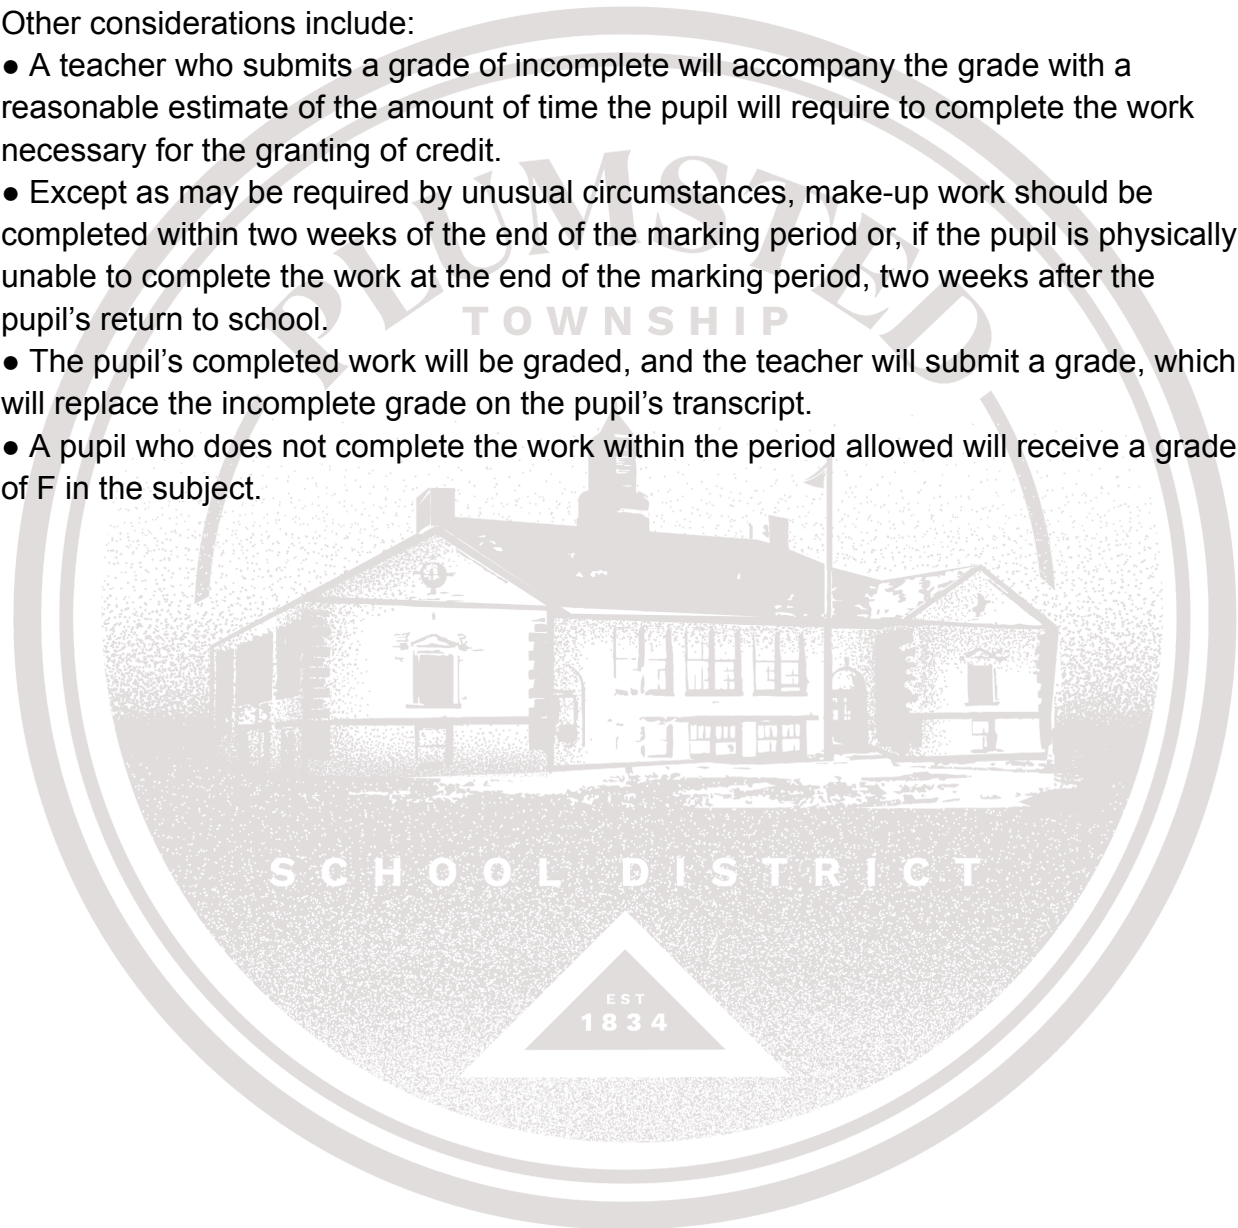 Other considerations include:
● A teacher who submits a grade of incomplete will accompany the grade with a
reasonable estimate of the amount of time the pupil will require to complete the work
necessary for the granting of credit.
● Except as may be required by unusual circumstances, make-up work should be
completed within two weeks of the end of the marking period or, if the pupil is physically
unable to complete the work at the end of the marking period, two weeks after the
pupil’s return to school.
● The pupil’s completed work will be graded, and the teacher will submit a grade, which
will replace the incomplete grade on the pupil’s transcript.
● A pupil who does not complete the work within the period allowed will receive a grade
of F in the subject.
PLUMSTED
TOWNSHIP
SCHOOL DISTRICT
EST
1834